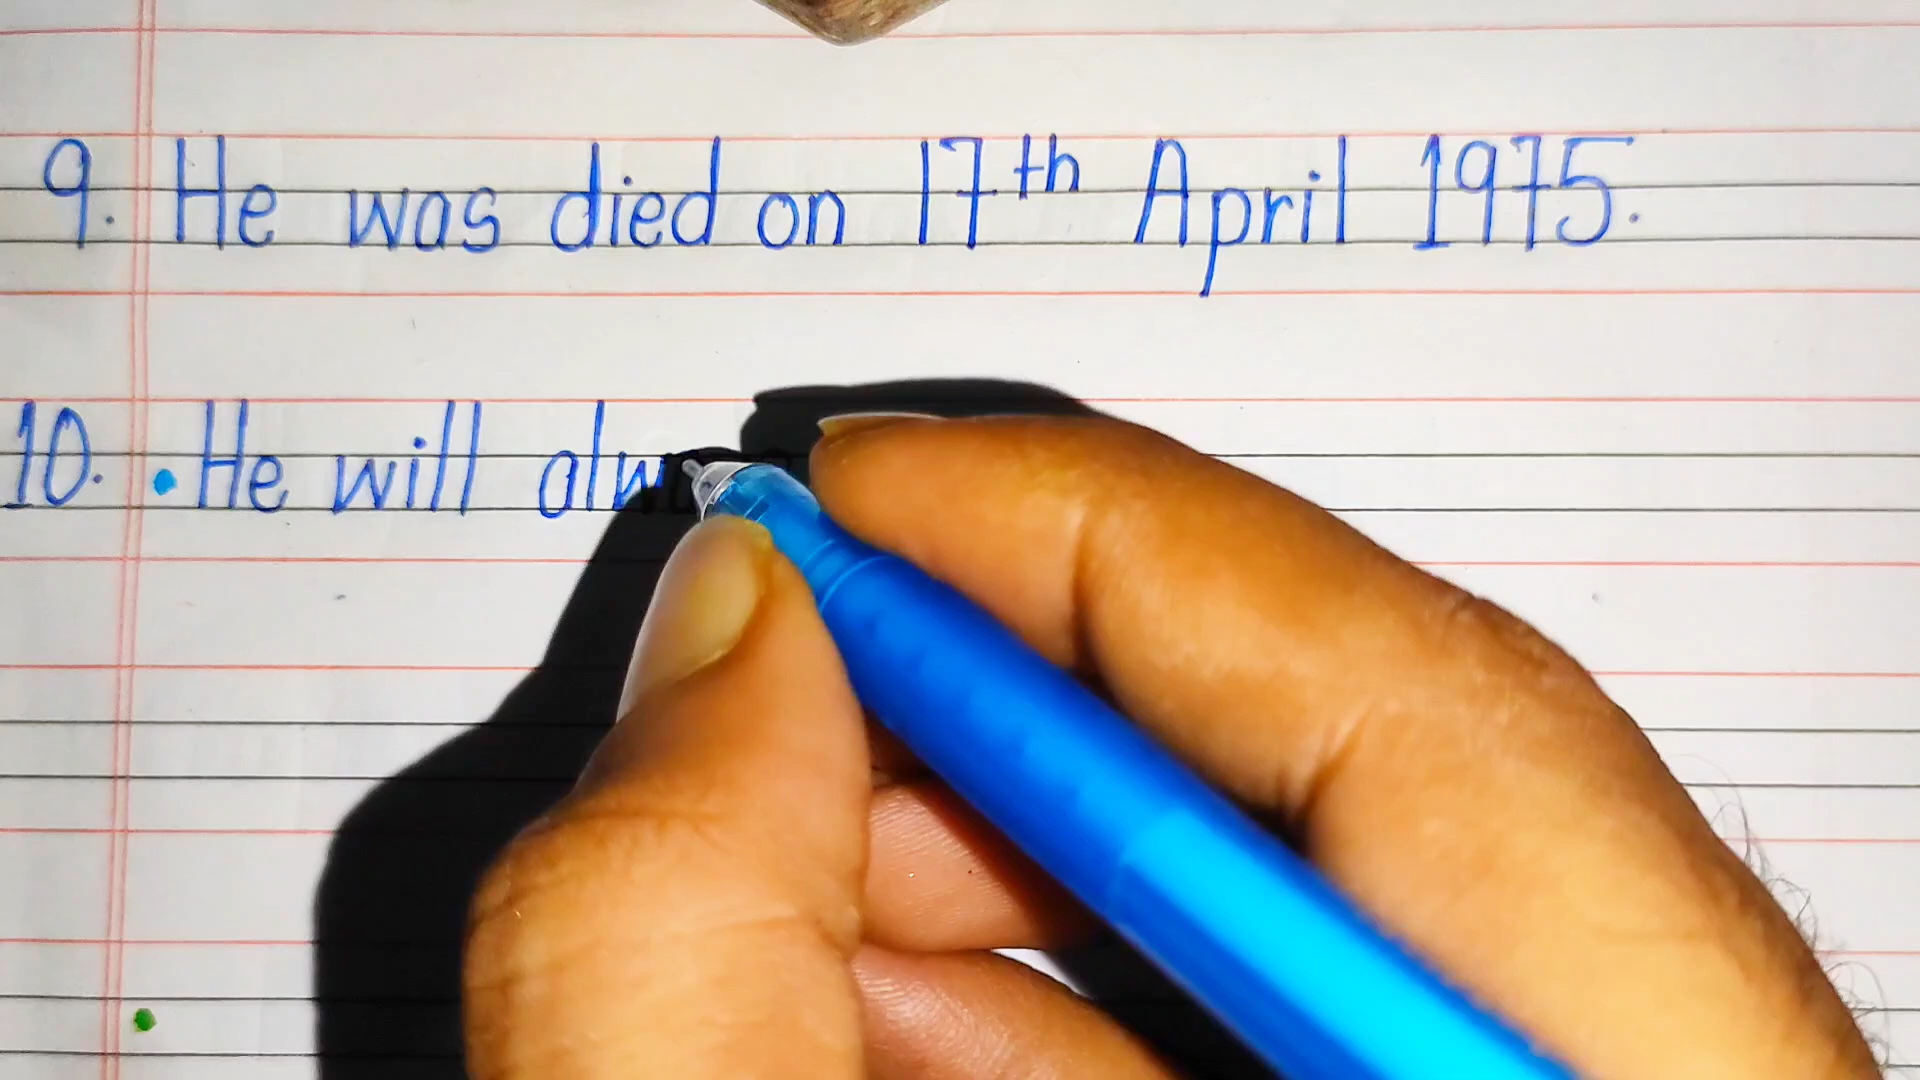 9. He was died on 17th April 1975.
10. He will